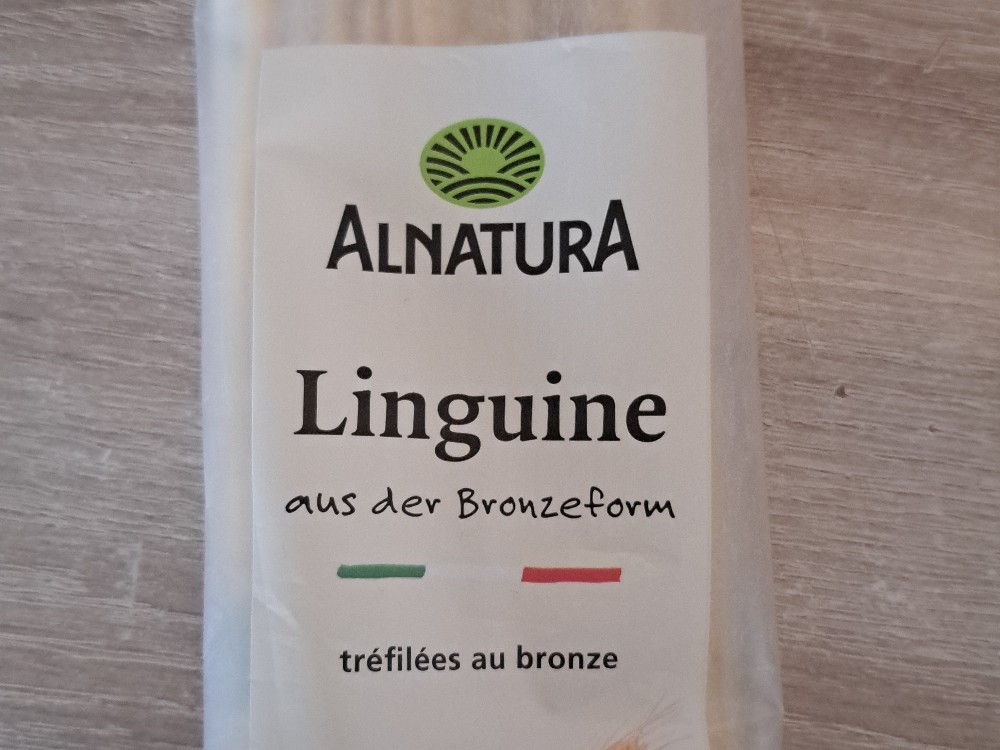 ALNATURA
Linguine
aus der Bronzeform
tréfilées au bronze